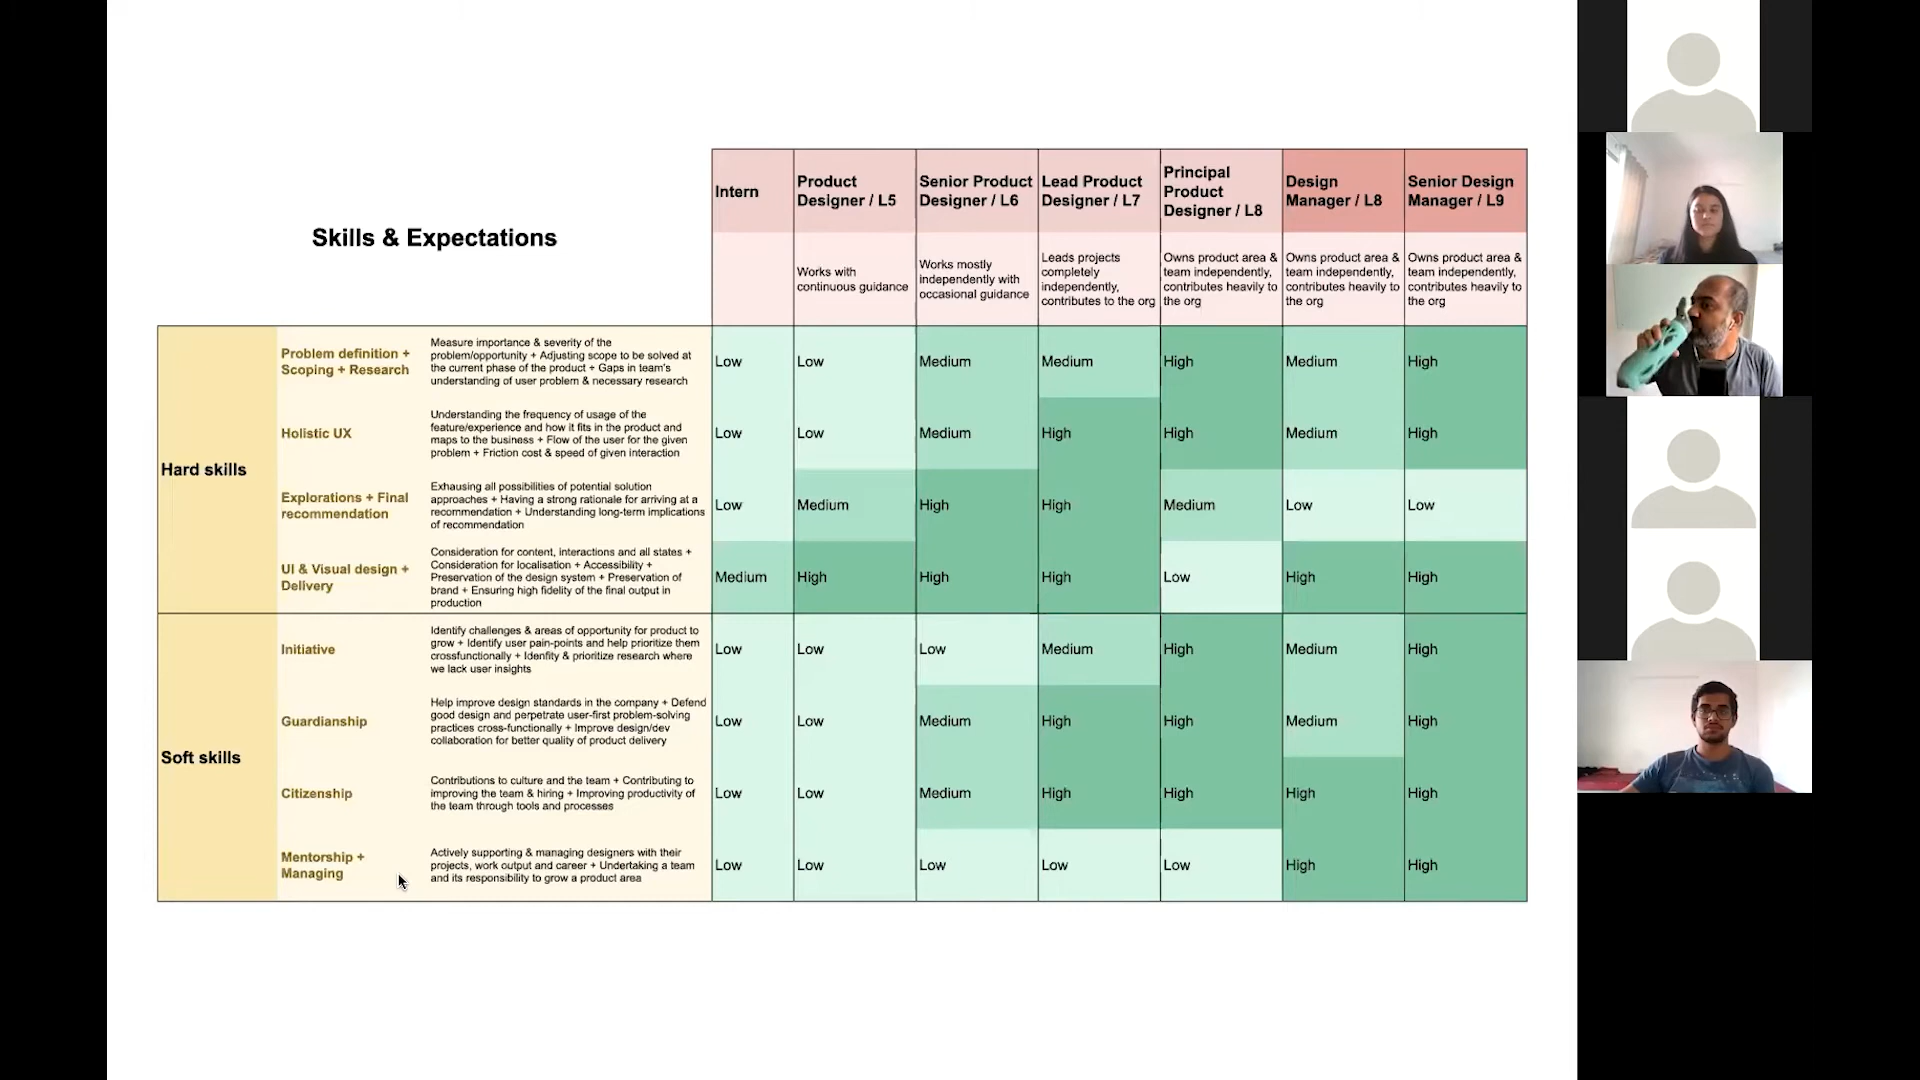 Skills & Expectations
Intern
Product
Designer / L5
Senior Product
Designer / L6
Lead Product
Designer / L7
Principal
Product
Designer / L8
Design
Manager / L8
Senior Design
Manager / L9
Works with
continuous guidance
Works mostly
independently with
occasional guidance
Leads projects
completely
independently,
contributes to the org
Owns product area &
team independently,
contributes heavily to
the org
Owns product area &
team independently,
contributes heavily to
the org
Owns product area &
team independently,
contributes heavily to
the org
Hard skills
Problem definition +
Scoping + Research
Measure importance & severity of the
problem/opportunity + Adjusting scope to be solved at
the current phase of the product + Gaps in team's
understanding of user problem & necessary research
Low
Low
Medium
Medium
High
Medium
High
Holistic UX
Understanding the frequency of usage of the
feature/experience and how it fits in the product and
maps to the business + Flow of the user for the given
problem + Friction cost & speed of given interaction
Low
Low
Medium
High
High
Medium
High
Explorations + Final
recommendation
Exhausing all possibilities of potential solution
approaches + Having a strong rationale for arriving at a
recommendation + Understanding long-term implications
of recommendation
Low
Medium
High
High
Medium
Low
Low
UI & Visual design +
Delivery
Consideration for content, interactions and all states +
Consideration for localisation + Accessibility +
Preservation of the design system + Preservation of
brand + Ensuring high fidelity of the final output in
production
Medium
High
High
High
Low
High
High
Soft skills
Initiative
Identify challenges & areas of opportunity for product to
grow + Identify user pain-points and help prioritize them
crossfunctionally + Idenfity & prioritize research where
we lack user insights
Low
Low
Low
Medium
High
Medium
High
Guardianship
Help improve design standards in the company + Defend
good design and perpetrate user-first problem-solving
practices cross-functionally + Improve design/dev
collaboration for better quality of product delivery
Low
Low
Medium
High
High
Medium
High
Citizenship
Contributions to culture and the team + Contributing to
improving the team & hiring + Improving productivity of
the team through tools and processes
Low
Low
Medium
High
High
High
High
Mentorship +
Managing
Actively supporting & managing designers with their
projects, work output and career + Undertaking a team
and its responsibility to grow a product area
Low
Low
Low
Low
Low
High
High